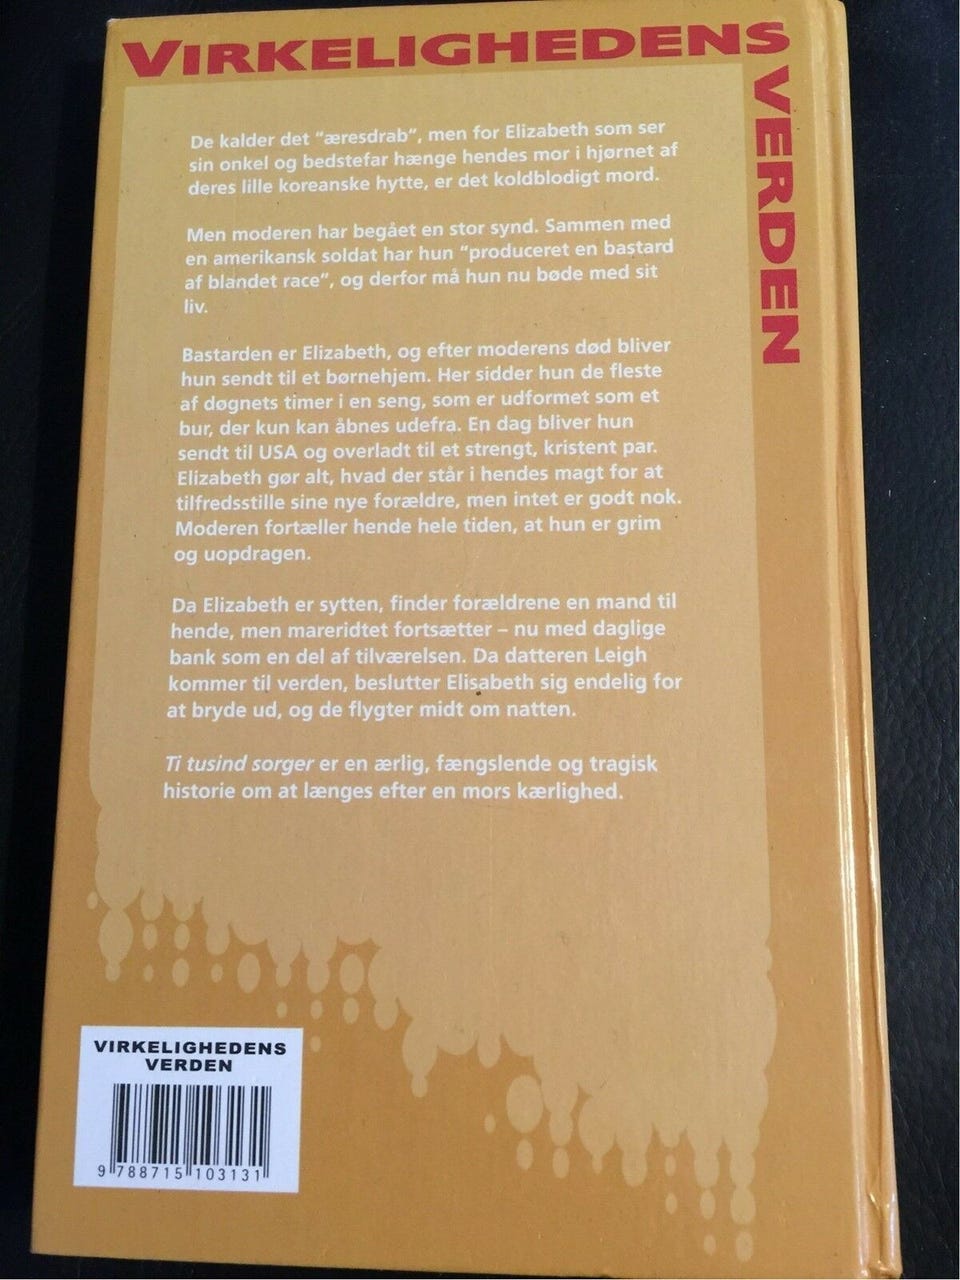 VIRKELIGHEDENS
VERDEN
De kalder det “æresdrab”, men for Elizabeth som ser
sin onkel og bedstefar hænge hendes mor i hjørnet af
deres lille koreanske hytte, er det koldblodigt mord.
Men moderen har begået en stor synd. Sammen med
en amerikansk soldat har hun “produceret en bastard
af blandet race”, og derfor må hun nu bøde med sit
liv.
Bastarden er Elizabeth, og efter moderens død bliver
hun sendt til et børnehjem. Her sidder hun de fleste
af døgnets timer i en seng, som er udformet som et
bur, der kun kan åbnes udefra. En dag bliver hun
sendt til USA og overladt til et strengt, kristent par.
Elizabeth gør alt, hvad der står i hendes magt for at
tilfredsstille sine nye forældre, men intet er godt nok.
Moderen fortæller hende hele tiden, at hun er grim
og uopdragen.
Da Elizabeth er sytten, finder forældrene en mand til
hende, men mareridtet fortsætter – nu med daglige
bank som en del af tilværelsen. Da datteren Leigh
kommer til verden, beslutter Elisabeth sig endelig for
at bryde ud, og de flygter midt om natten.
Ti tusind sorger er en ærlig, fængslende og tragisk
historie om at længes efter en mors kærlighed.
VIRKELIGHEDENS
VERDEN
9 788715 103131